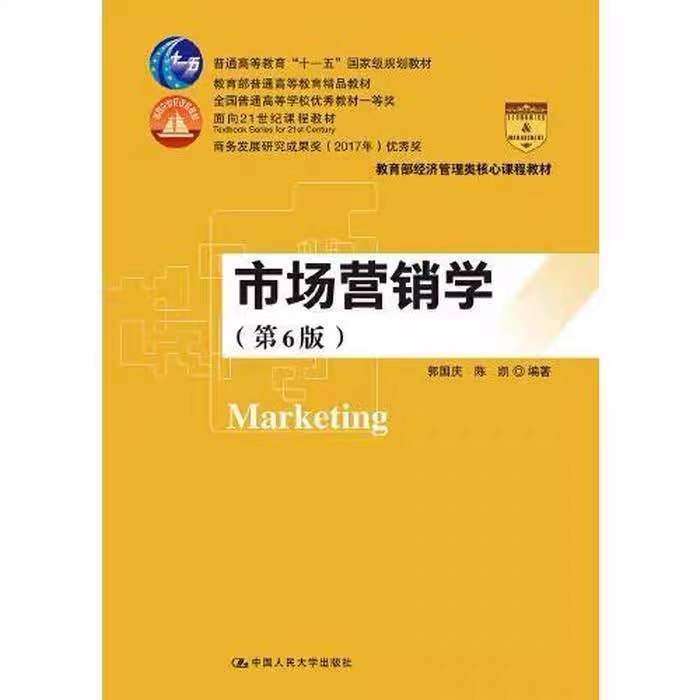 十一五
普通高等教育“十一五”国家级规划教材
教育部普通高等教育精品教材
全国普通高等学校优秀教材一等奖
面向21世纪课程教材
Textbook Series for 21st Century
商务发展研究成果奖（2017年）优秀奖
ECONOMICS
&
MANAGEMENT
教育部经济管理类核心课程教材
市场营销学
（第6版）
郭国庆 陈 凯◎编著
Marketing
中国人民大学出版社